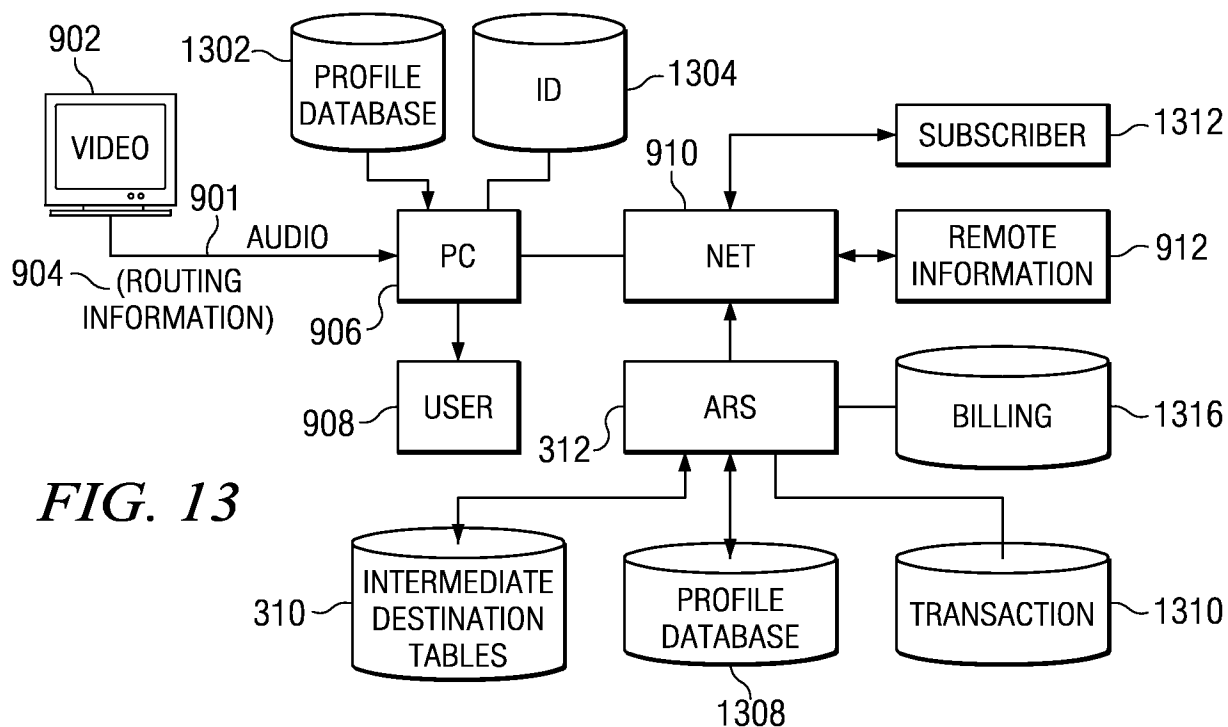 902
1302
PROFILE
DATABASE
ID
1304
VIDEO
910
SUBSCRIBER
1312
901
AUDIO
904
(ROUTING
INFORMATION)
PC
NET
REMOTE
INFORMATION
912
906
USER
908
ARS
312
BILLING
1316
FIG. 13
310
INTERMEDIATE
DESTINATION
TABLES
PROFILE
DATABASE
1308
TRANSACTION
1310